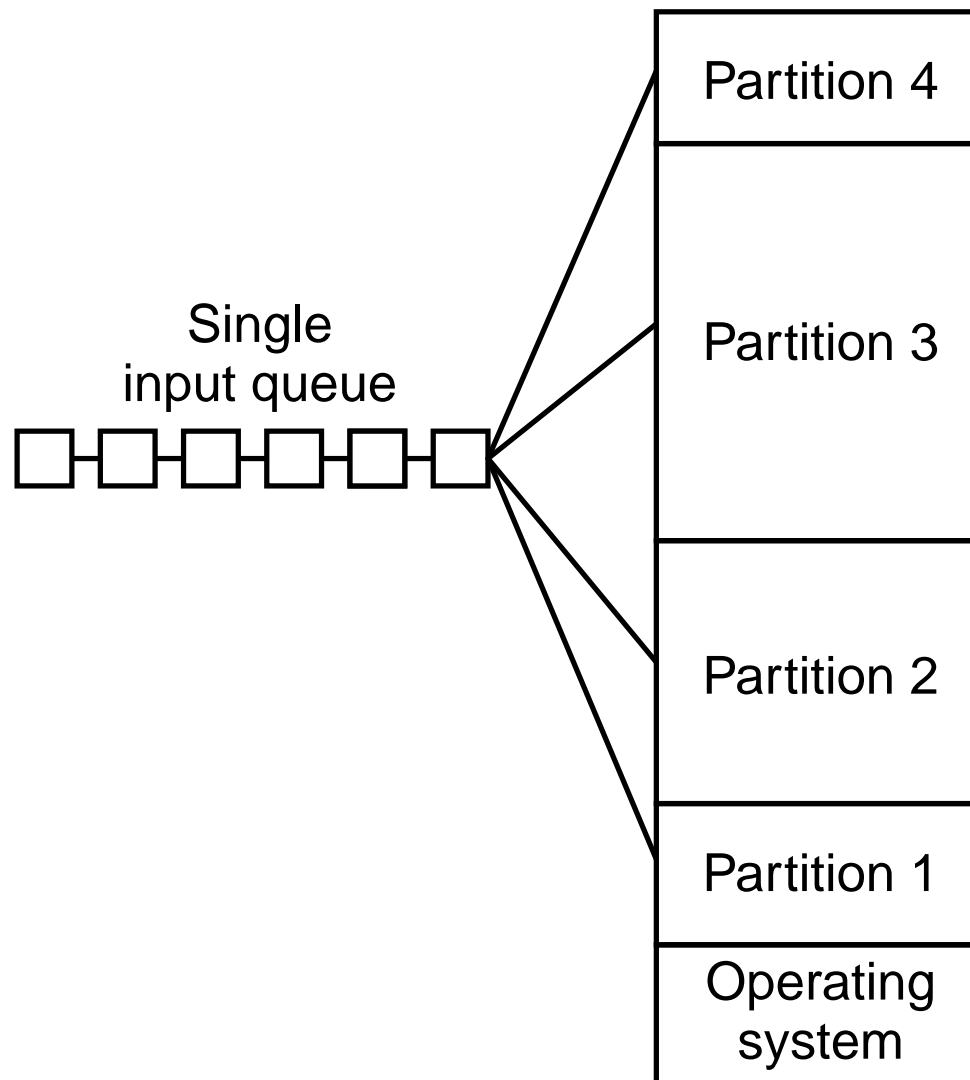 Partition 4
Single
input queue
Partition 3
Partition 2
Partition 1
Operating
system